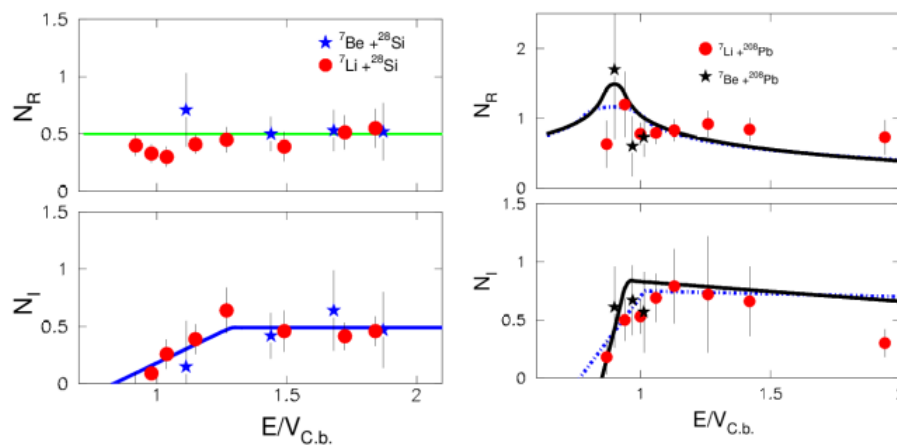 1.5
1
0.5
0
N_R
⁷Be +²⁸Si
⁷Li +²⁸Si
1.5
1
0.5
0
N_I
1 1.5 2
E/V_C.b.
2
1
0
N_R
⁷Li +²⁰⁸Pb
⁷Be +²⁰⁸Pb
1.5
1
0.5
0
N_I
1 1.5 2
E/V_C.b.